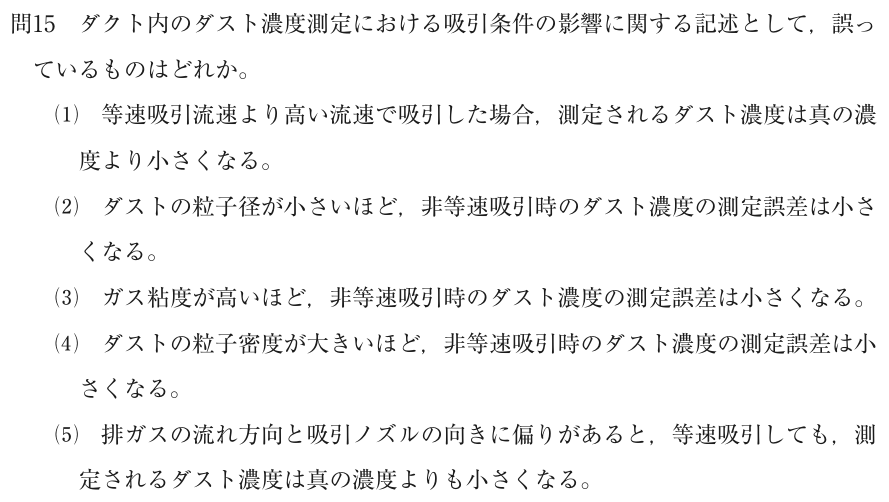 問15　ダクト内のダスト濃度測定における吸引条件の影響に関する記述として，誤っ
ているものはどれか。
(1)　等速吸引流速より高い流速で吸引した場合，測定されるダスト濃度は真の濃
度より小さくなる。
(2)　ダストの粒子径が小さいほど，非等速吸引時のダスト濃度の測定誤差は小さ
くなる。
(3)　ガス粘度が高いほど，非等速吸引時のダスト濃度の測定誤差は小さくなる。
(4)　ダストの粒子密度が大きいほど，非等速吸引時のダスト濃度の測定誤差は小
さくなる。
(5)　排ガスの流れ方向と吸引ノズルの向きに偏りがあると，等速吸引しても，測
定されるダスト濃度は真の濃度よりも小さくなる。